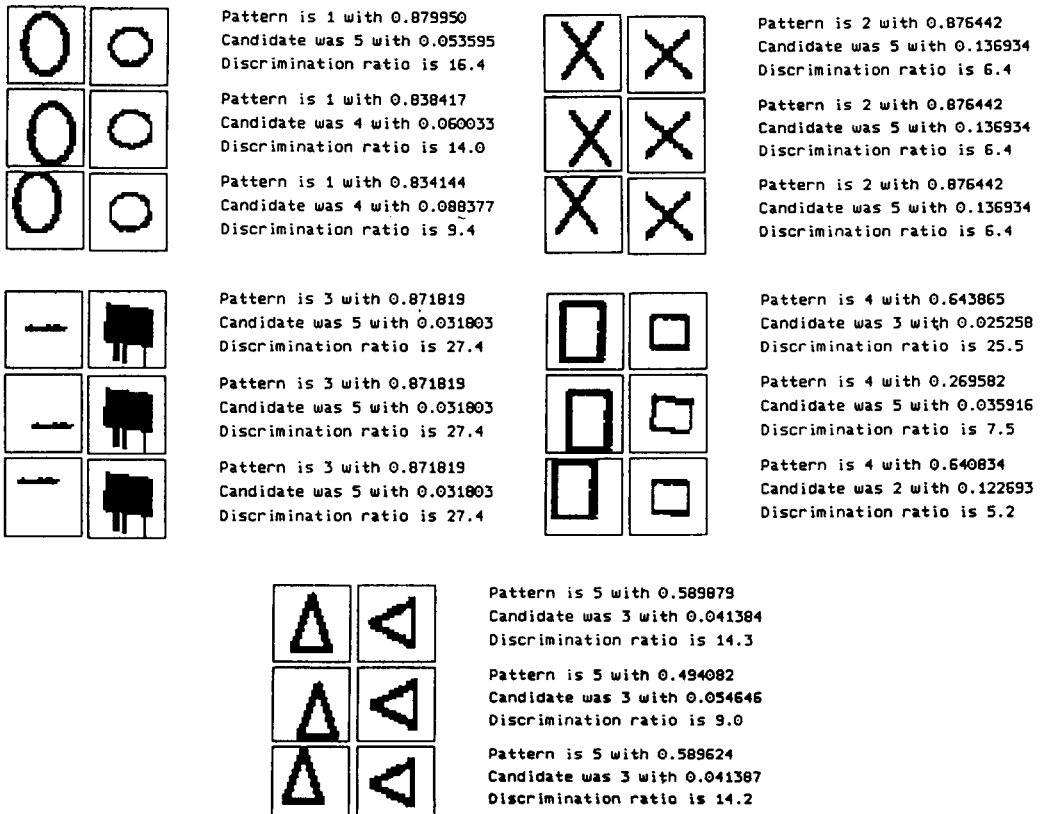 Pattern is 1 with 0.879950
Candidate was 5 with 0.053595
Discrimination ratio is 16.4
Pattern is 1 with 0.838417
Candidate was 4 with 0.060033
Discrimination ratio is 14.0
Pattern is 1 with 0.834144
Candidate was 4 with 0.088377
Discrimination ratio is 9.4
Pattern is 2 with 0.876442
Candidate was 5 with 0.136934
Discrimination ratio is 6.4
Pattern is 2 with 0.876442
Candidate was 5 with 0.136934
Discrimination ratio is 6.4
Pattern is 2 with 0.876442
Candidate was 5 with 0.136934
Discrimination ratio is 6.4
Pattern is 3 with 0.871819
Candidate was 5 with 0.031803
Discrimination ratio is 27.4
Pattern is 3 with 0.871819
Candidate was 5 with 0.031803
Discrimination ratio is 27.4
Pattern is 3 with 0.871819
Candidate was 5 with 0.031803
Discrimination ratio is 27.4
Pattern is 4 with 0.643865
Candidate was 3 with 0.025258
Discrimination ratio is 25.5
Pattern is 4 with 0.269582
Candidate was 5 with 0.035916
Discrimination ratio is 7.5
Pattern is 4 with 0.640834
Candidate was 2 with 0.122693
Discrimination ratio is 5.2
Pattern is 5 with 0.589879
Candidate was 3 with 0.041384
Discrimination ratio is 14.3
Pattern is 5 with 0.494082
Candidate was 3 with 0.054646
Discrimination ratio is 9.0
Pattern is 5 with 0.589624
Candidate was 3 with 0.041387
Discrimination ratio is 14.2